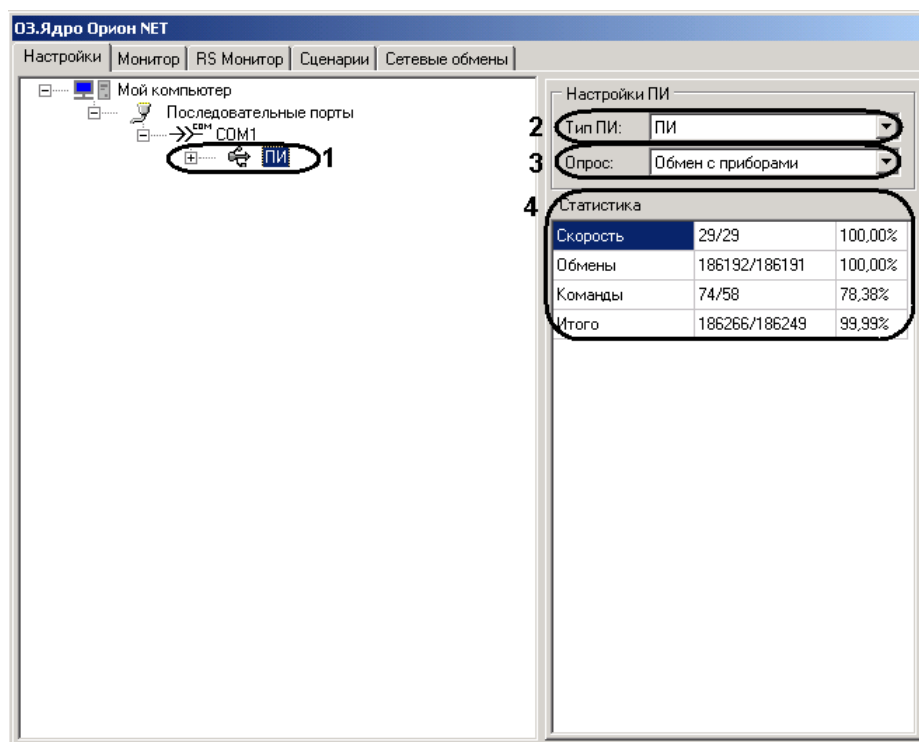 03.Ядро Орион NET
Настройки Монитор RS Монитор Сценарии Сетевые обмены
Мой компьютер
Последовательные порты
COM COM1
ПИ 1
Настройки ПИ
2 Тип ПИ: ПИ
3 Опрос: Обмен с приборами
4 Статистика
Скорость 29/29 100,00%
Обмены 186192/186191 100,00%
Команды 74/58 78,38%
Итого 186266/186249 99,99%